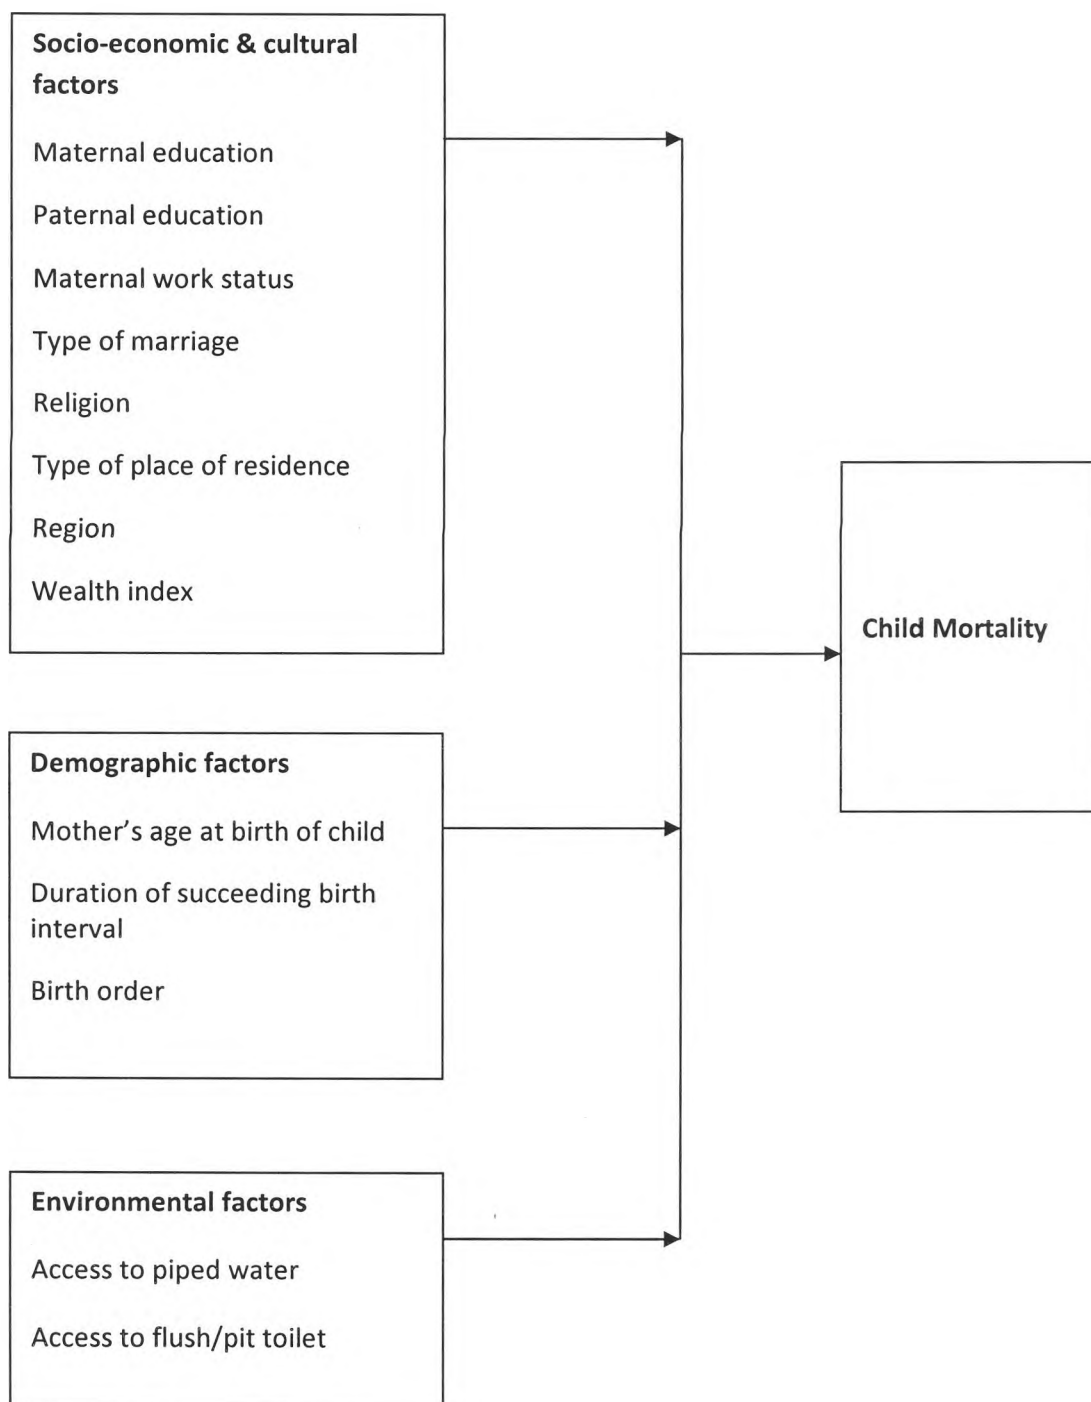 Socio-economic & cultural
factors
Maternal education
Paternal education
Maternal work status
Type of marriage
Religion
Type of place of residence
Region
Wealth index
Child Mortality
Demographic factors
Mother's age at birth of child
Duration of succeeding birth
interval
Birth order
Environmental factors
Access to piped water
Access to flush/pit toilet